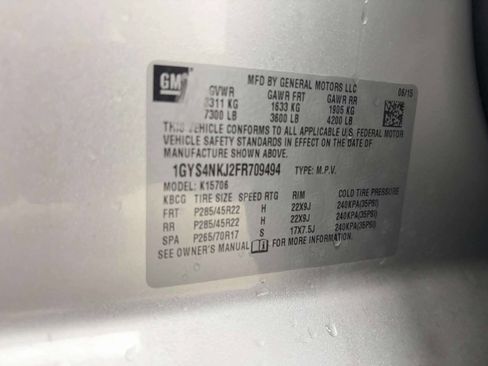 GM
MFD BY GENERAL MOTORS LLC 06/15
GVWR GAWR FRT GAWR RR
3311 KG 1633 KG 1905 KG
7300 LB 3600 LB 4200 LB
THIS VEHICLE CONFORMS TO ALL APPLICABLE U.S. FEDERAL MOTOR
VEHICLE SAFETY STANDARDS IN EFFECT ON THE DATE OF
MANUFACTURE SHOWN ABOVE.
1GYS4NKJ2FR709494 TYPE: M.P.V.
MODEL: K15706
KBCG TIRE SIZE SPEED RTG RIM COLD TIRE PRESSURE
FRT P285/45R22 H 22X9J 240KPA(35PSI)
RR P285/45R22 H 22X9J 240KPA(35PSI)
SPA P265/70R17 S 17X7.5J 240KPA(35PSI)
SEE OWNER'S MANUAL FOR MORE INFORMATION.